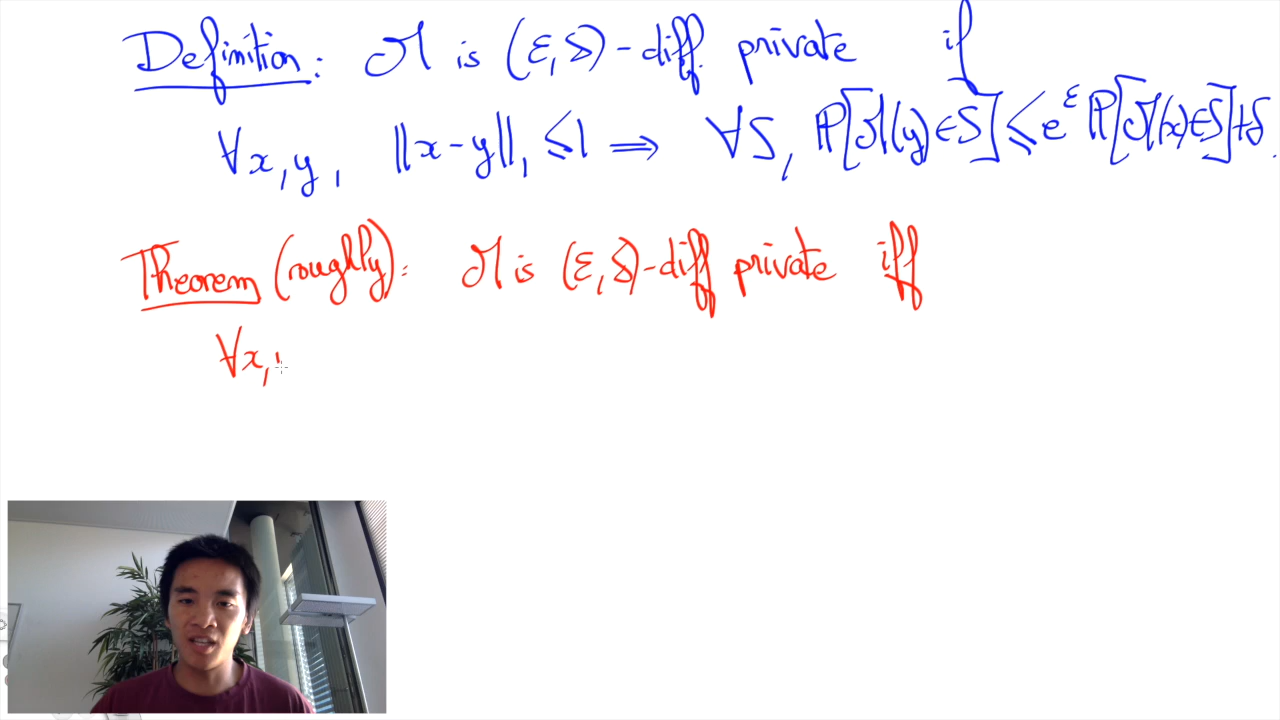 Definition: M is (ε, δ)-diff. private if
∀x, y, ‖x-y‖₁ ≤ 1 ⟹ ∀S, ℙ[M(y)∈S] ≤ e^ε ℙ[M(x)∈S]+δ.
Theorem (roughly): M is (ε, δ)-diff private iff
∀x,